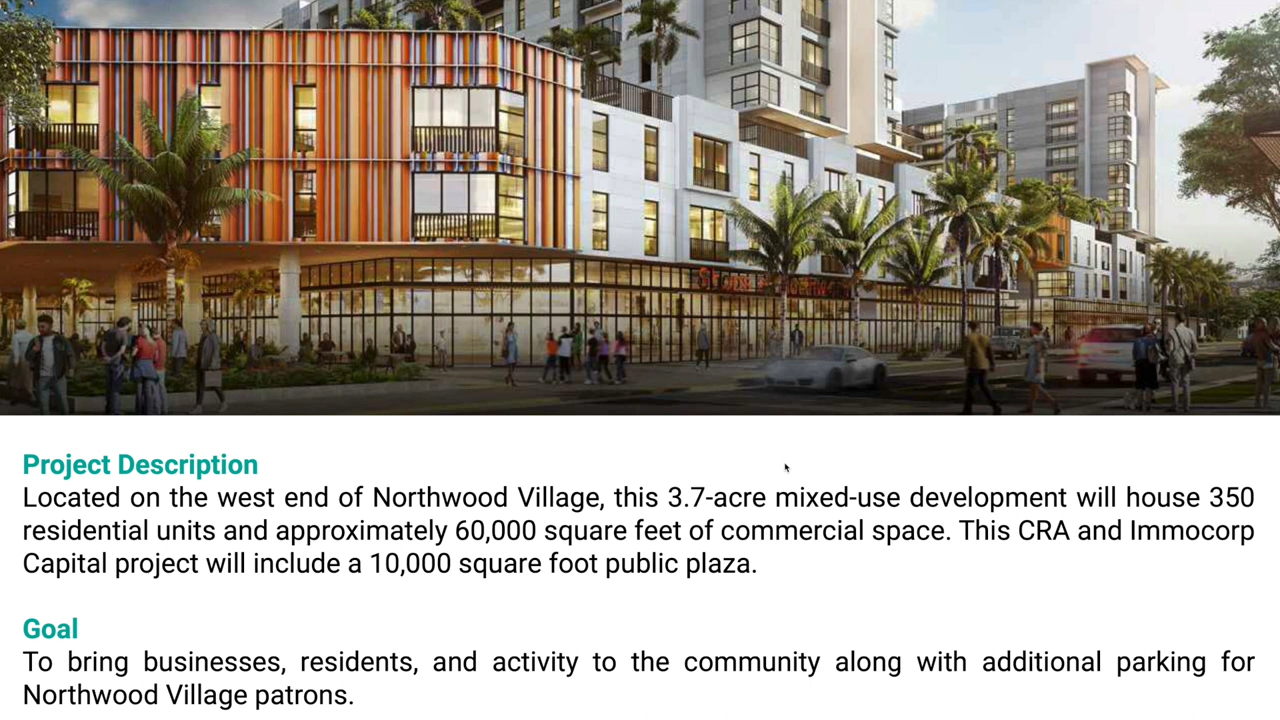 Project Description
Located on the west end of Northwood Village, this 3.7-acre mixed-use development will house 350
residential units and approximately 60,000 square feet of commercial space. This CRA and Immocorp
Capital project will include a 10,000 square foot public plaza.
Goal
To bring businesses, residents, and activity to the community along with additional parking for
Northwood Village patrons.